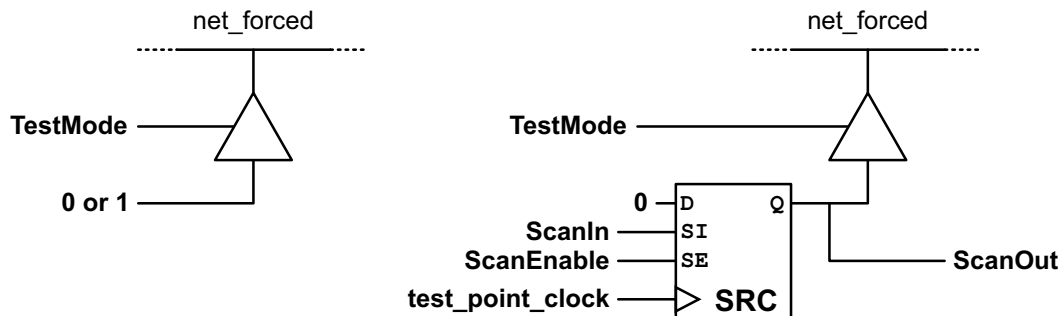 net_forced
TestMode
0 or 1
net_forced
TestMode
0
D
Q
ScanIn
SI
ScanEnable
SE
test_point_clock
SRC
ScanOut